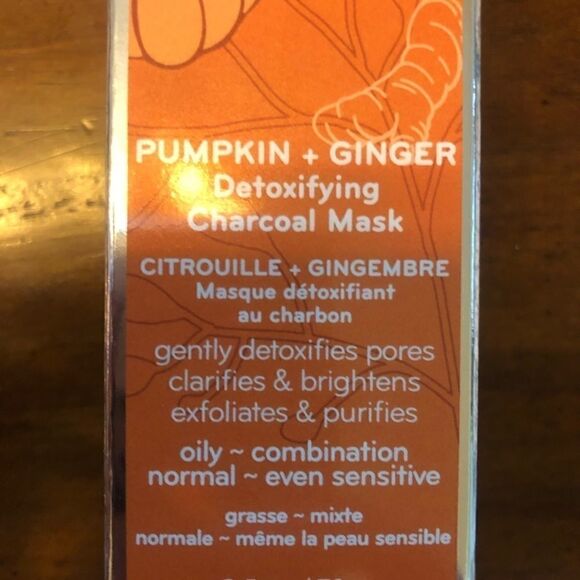 PUMPKIN + GINGER
Detoxifying
Charcoal Mask
CITROUILLE + GINGEMBRE
Masque détoxifiant
au charbon
gently detoxifies pores
clarifies & brightens
exfoliates & purifies
oily ~ combination
normal ~ even sensitive
grasse ~ mixte
normale ~ même la peau sensible